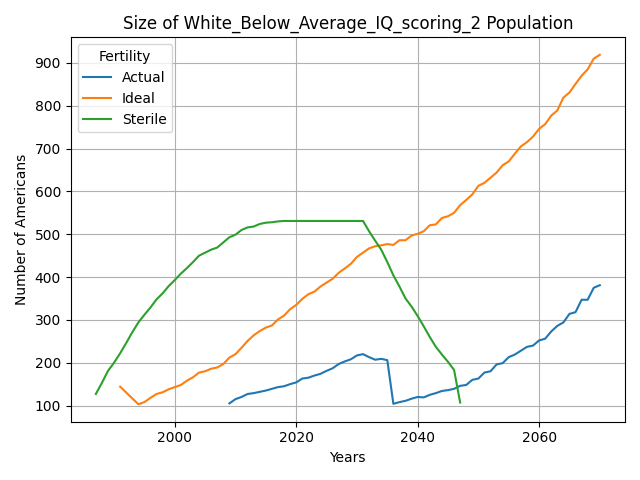 Size of White_Below_Average_IQ_scoring_2 Population
Fertility
Actual
Ideal
Sterile
Number of Americans
900
800
700
600
500
400
300
200
100
2000 2020 2040 2060
Years